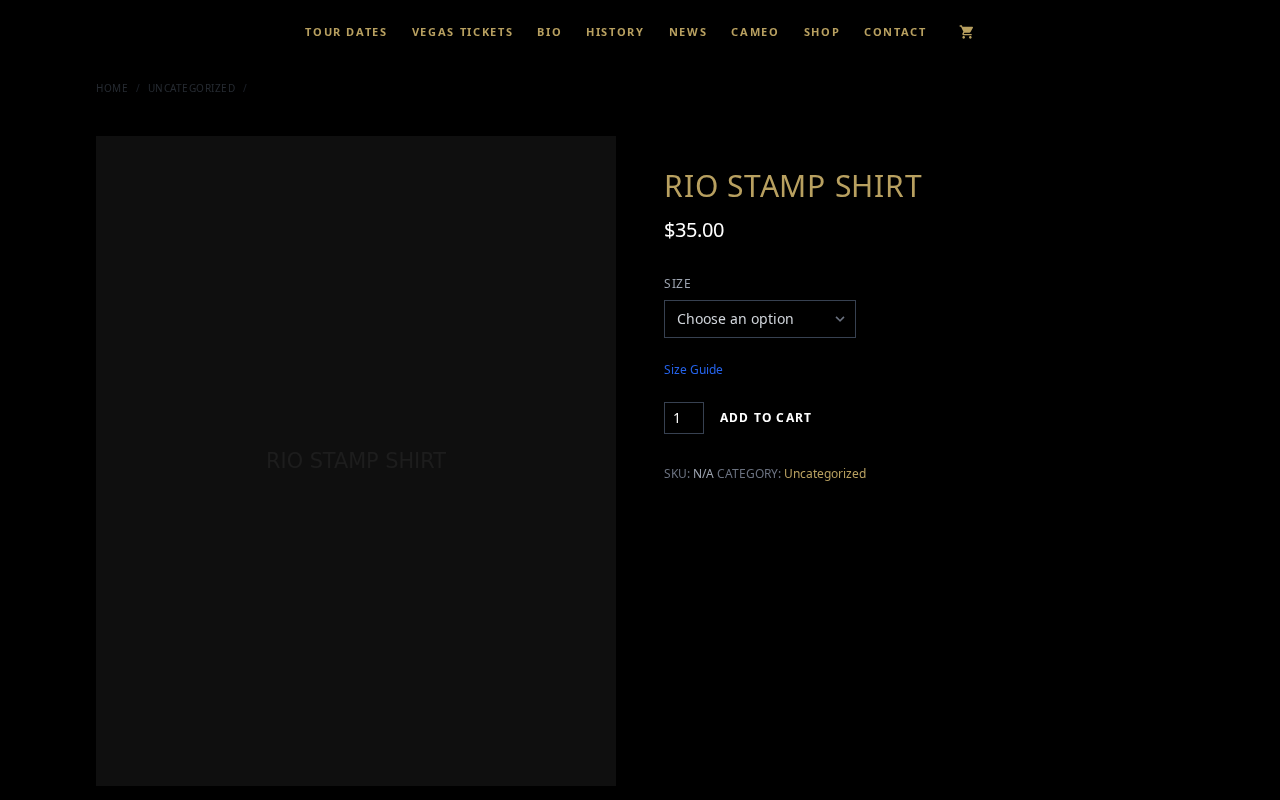 TOUR DATES VEGAS TICKETS BIO HISTORY NEWS CAMEO SHOP CONTACT
HOME / UNCATEGORIZED /
RIO STAMP SHIRT
RIO STAMP SHIRT
$35.00
SIZE
Choose an option
Size Guide
1 ADD TO CART
SKU: N/A CATEGORY: Uncategorized